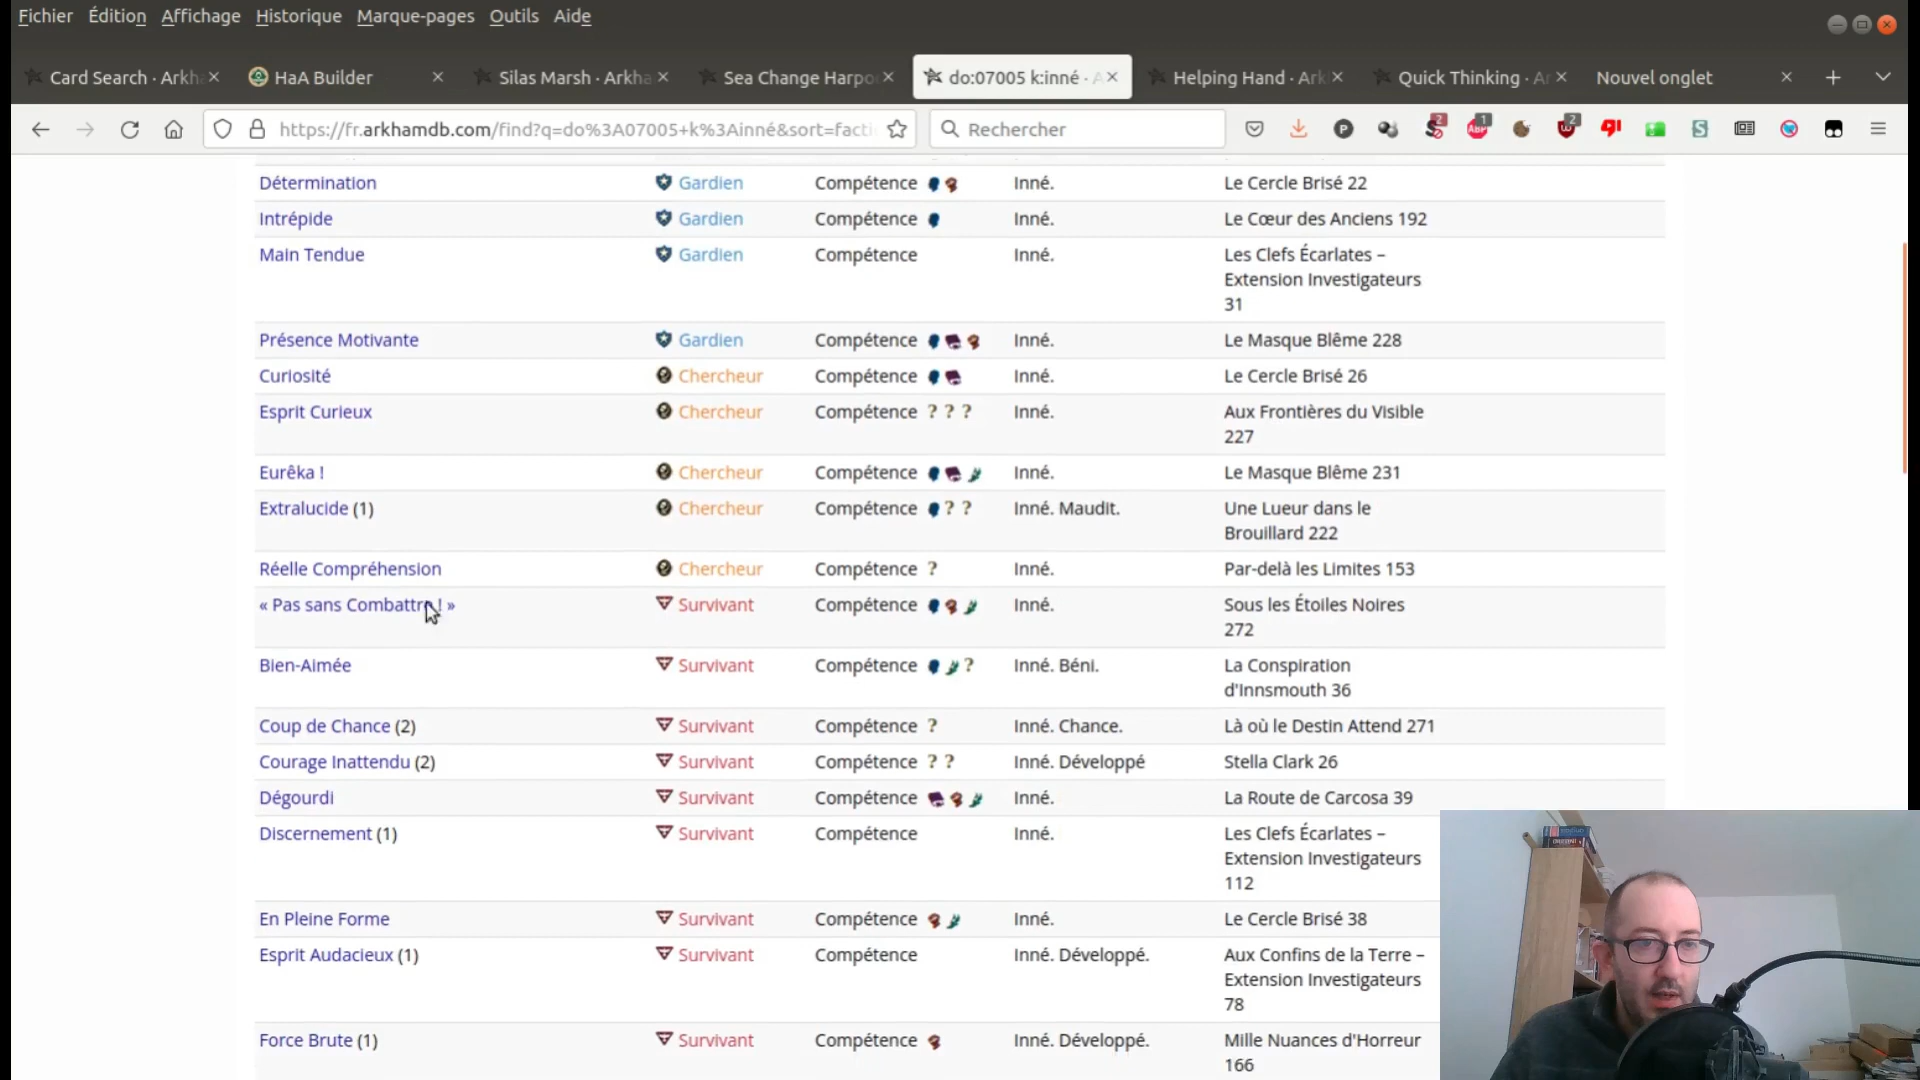 Fichier Édition Affichage Historique Marque-pages Outils Aide
Card Search · Arkh HaA Builder Silas Marsh · Arkha Sea Change Harpo do:07005 k:inné · A Helping Hand · Ark Quick Thinking · Ar Nouvel onglet
https://fr.arkhamdb.com/find?q=do%3A07005+k%3Ainné&sort=facti Rechercher
Détermination Gardien Compétence Inné. Le Cercle Brisé 22
Intrépide Gardien Compétence Inné. Le Cœur des Anciens 192
Main Tendue Gardien Compétence Inné. Les Clefs Écarlates –
Extension Investigateurs
31
Présence Motivante Gardien Compétence Inné. Le Masque Blême 228
Curiosité Chercheur Compétence Inné. Le Cercle Brisé 26
Esprit Curieux Chercheur Compétence ? ? ? Inné. Aux Frontières du Visible
227
Eurêka ! Chercheur Compétence Inné. Le Masque Blême 231
Extralucide (1) Chercheur Compétence ? ? Inné. Maudit. Une Lueur dans le
Brouillard 222
Réelle Compréhension Chercheur Compétence ? Inné. Par-delà les Limites 153
« Pas sans Combattre ! » Survivant Compétence Inné. Sous les Étoiles Noires
272
Bien-Aimée Survivant Compétence ? Inné. Béni. La Conspiration
d'Innsmouth 36
Coup de Chance (2) Survivant Compétence ? Inné. Chance. Là où le Destin Attend 271
Courage Inattendu (2) Survivant Compétence ? ? Inné. Développé Stella Clark 26
Dégourdi Survivant Compétence Inné. La Route de Carcosa 39
Discernement (1) Survivant Compétence Inné. Les Clefs Écarlates –
Extension Investigateurs
112
En Pleine Forme Survivant Compétence Inné. Le Cercle Brisé 38
Esprit Audacieux (1) Survivant Compétence Inné. Développé. Aux Confins de la Terre –
Extension Investigateurs
78
Force Brute (1) Survivant Compétence Inné. Développé. Mille Nuances d'Horreur
166